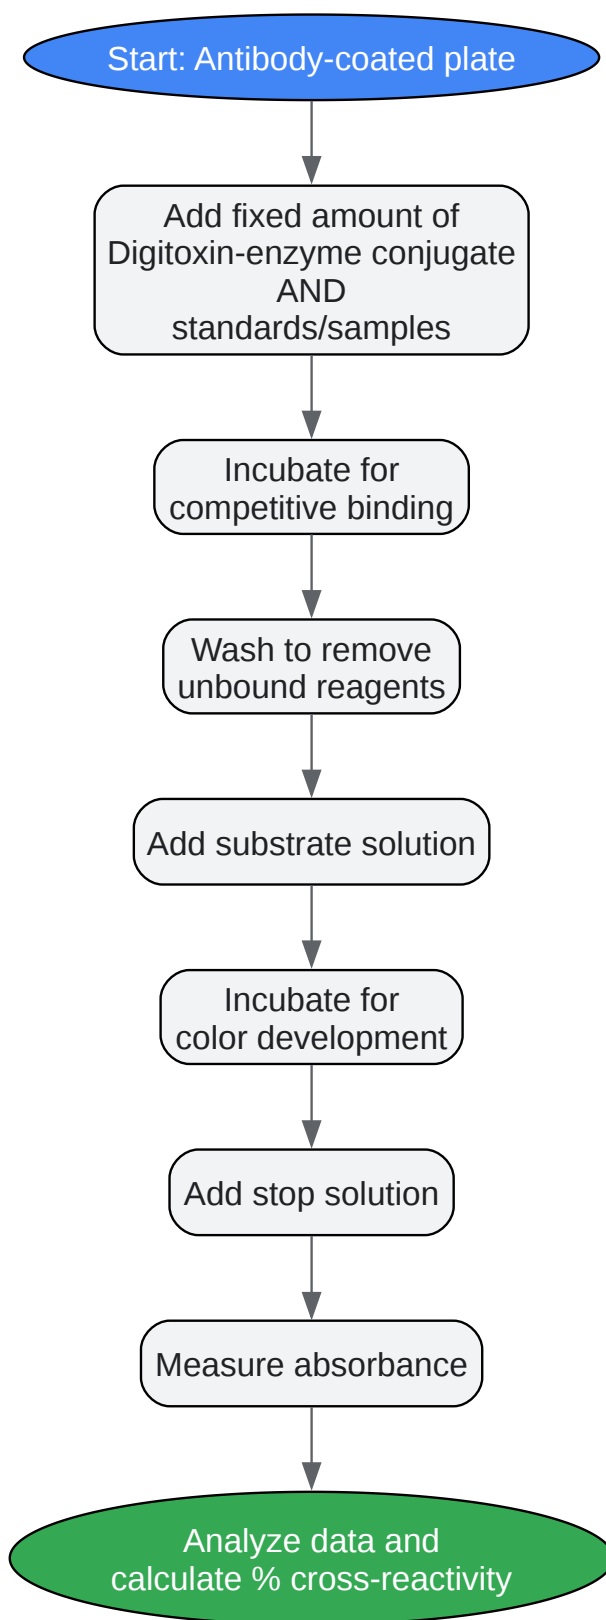 Start: Antibody-coated plate
Add fixed amount of
Digitoxin-enzyme conjugate
AND
standards/samples
Incubate for
competitive binding
Wash to remove
unbound reagents
Add substrate solution
Incubate for
color development
Add stop solution
Measure absorbance
Analyze data and
calculate % cross-reactivity